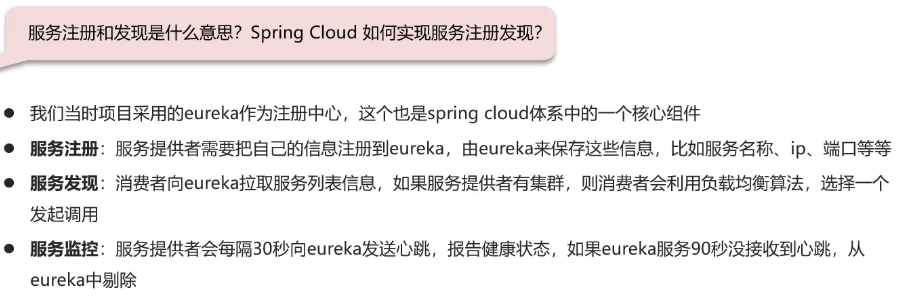 服务注册和发现是什么意思？Spring Cloud 如何实现服务注册发现？
● 我们当时项目采用的eureka作为注册中心，这个也是spring cloud体系中的一个核心组件
● 服务注册：服务提供者需要把自己的信息注册到eureka，由eureka来保存这些信息，比如服务名称、ip、端口等等
● 服务发现：消费者向eureka拉取服务列表信息，如果服务提供者有集群，则消费者会利用负载均衡算法，选择一个
发起调用
● 服务监控：服务提供者会每隔30秒向eureka发送心跳，报告健康状态，如果eureka服务90秒没接收到心跳，从
eureka中剔除